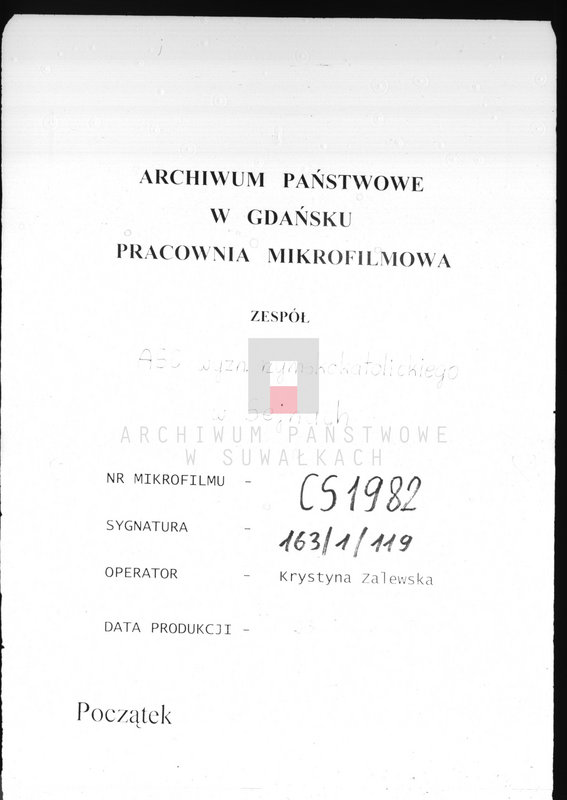 ARCHIWUM PAŃSTWOWE
W GDAŃSKU
PRACOWNIA MIKROFILMOWA
ZESPÓŁ
ASC wyzn. rzymskokatolickiego
w Sejnach
ARCHIWUM PAŃSTWOWE
W SUWAŁKACH
NR MIKROFILMU - CS1982
SYGNATURA - 163/1/119
OPERATOR - Krystyna Zalewska
DATA PRODUKCJI -
Początek